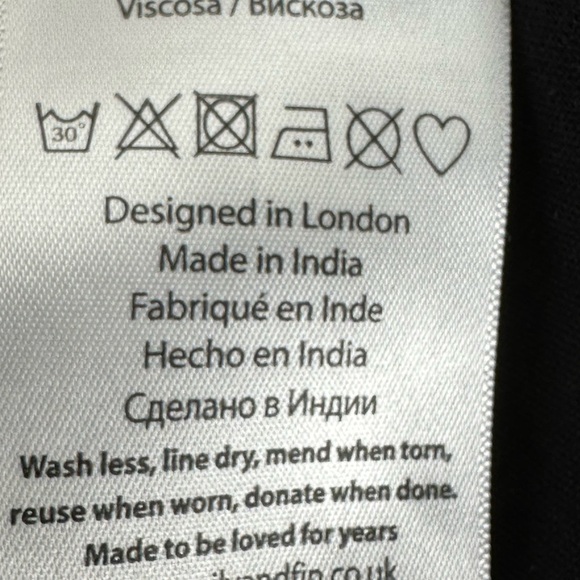 Viscosa / Вискоза
30°
Designed in London
Made in India
Fabriqué en Inde
Hecho en India
Сделано в Индии
Wash less, line dry, mend when torn,
reuse when worn, donate when done.
Made to be loved for years